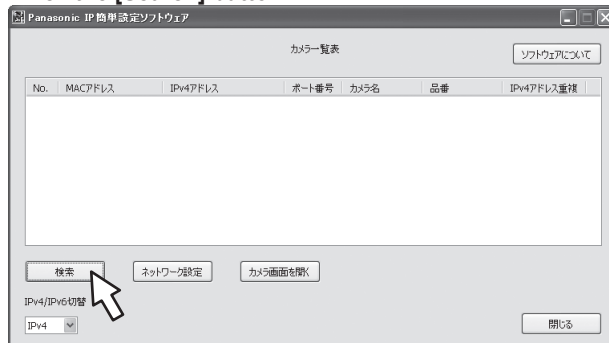 Panasonic IP簡単設定ソフトウェア
カメラ一覧表
ソフトウェアについて
No. MACアドレス IPv4アドレス ポート番号 カメラ名 品番 IPv4アドレス重複
検索 ネットワーク設定 カメラ画面を開く
IPv4/IPv6切替
IPv4
閉じる